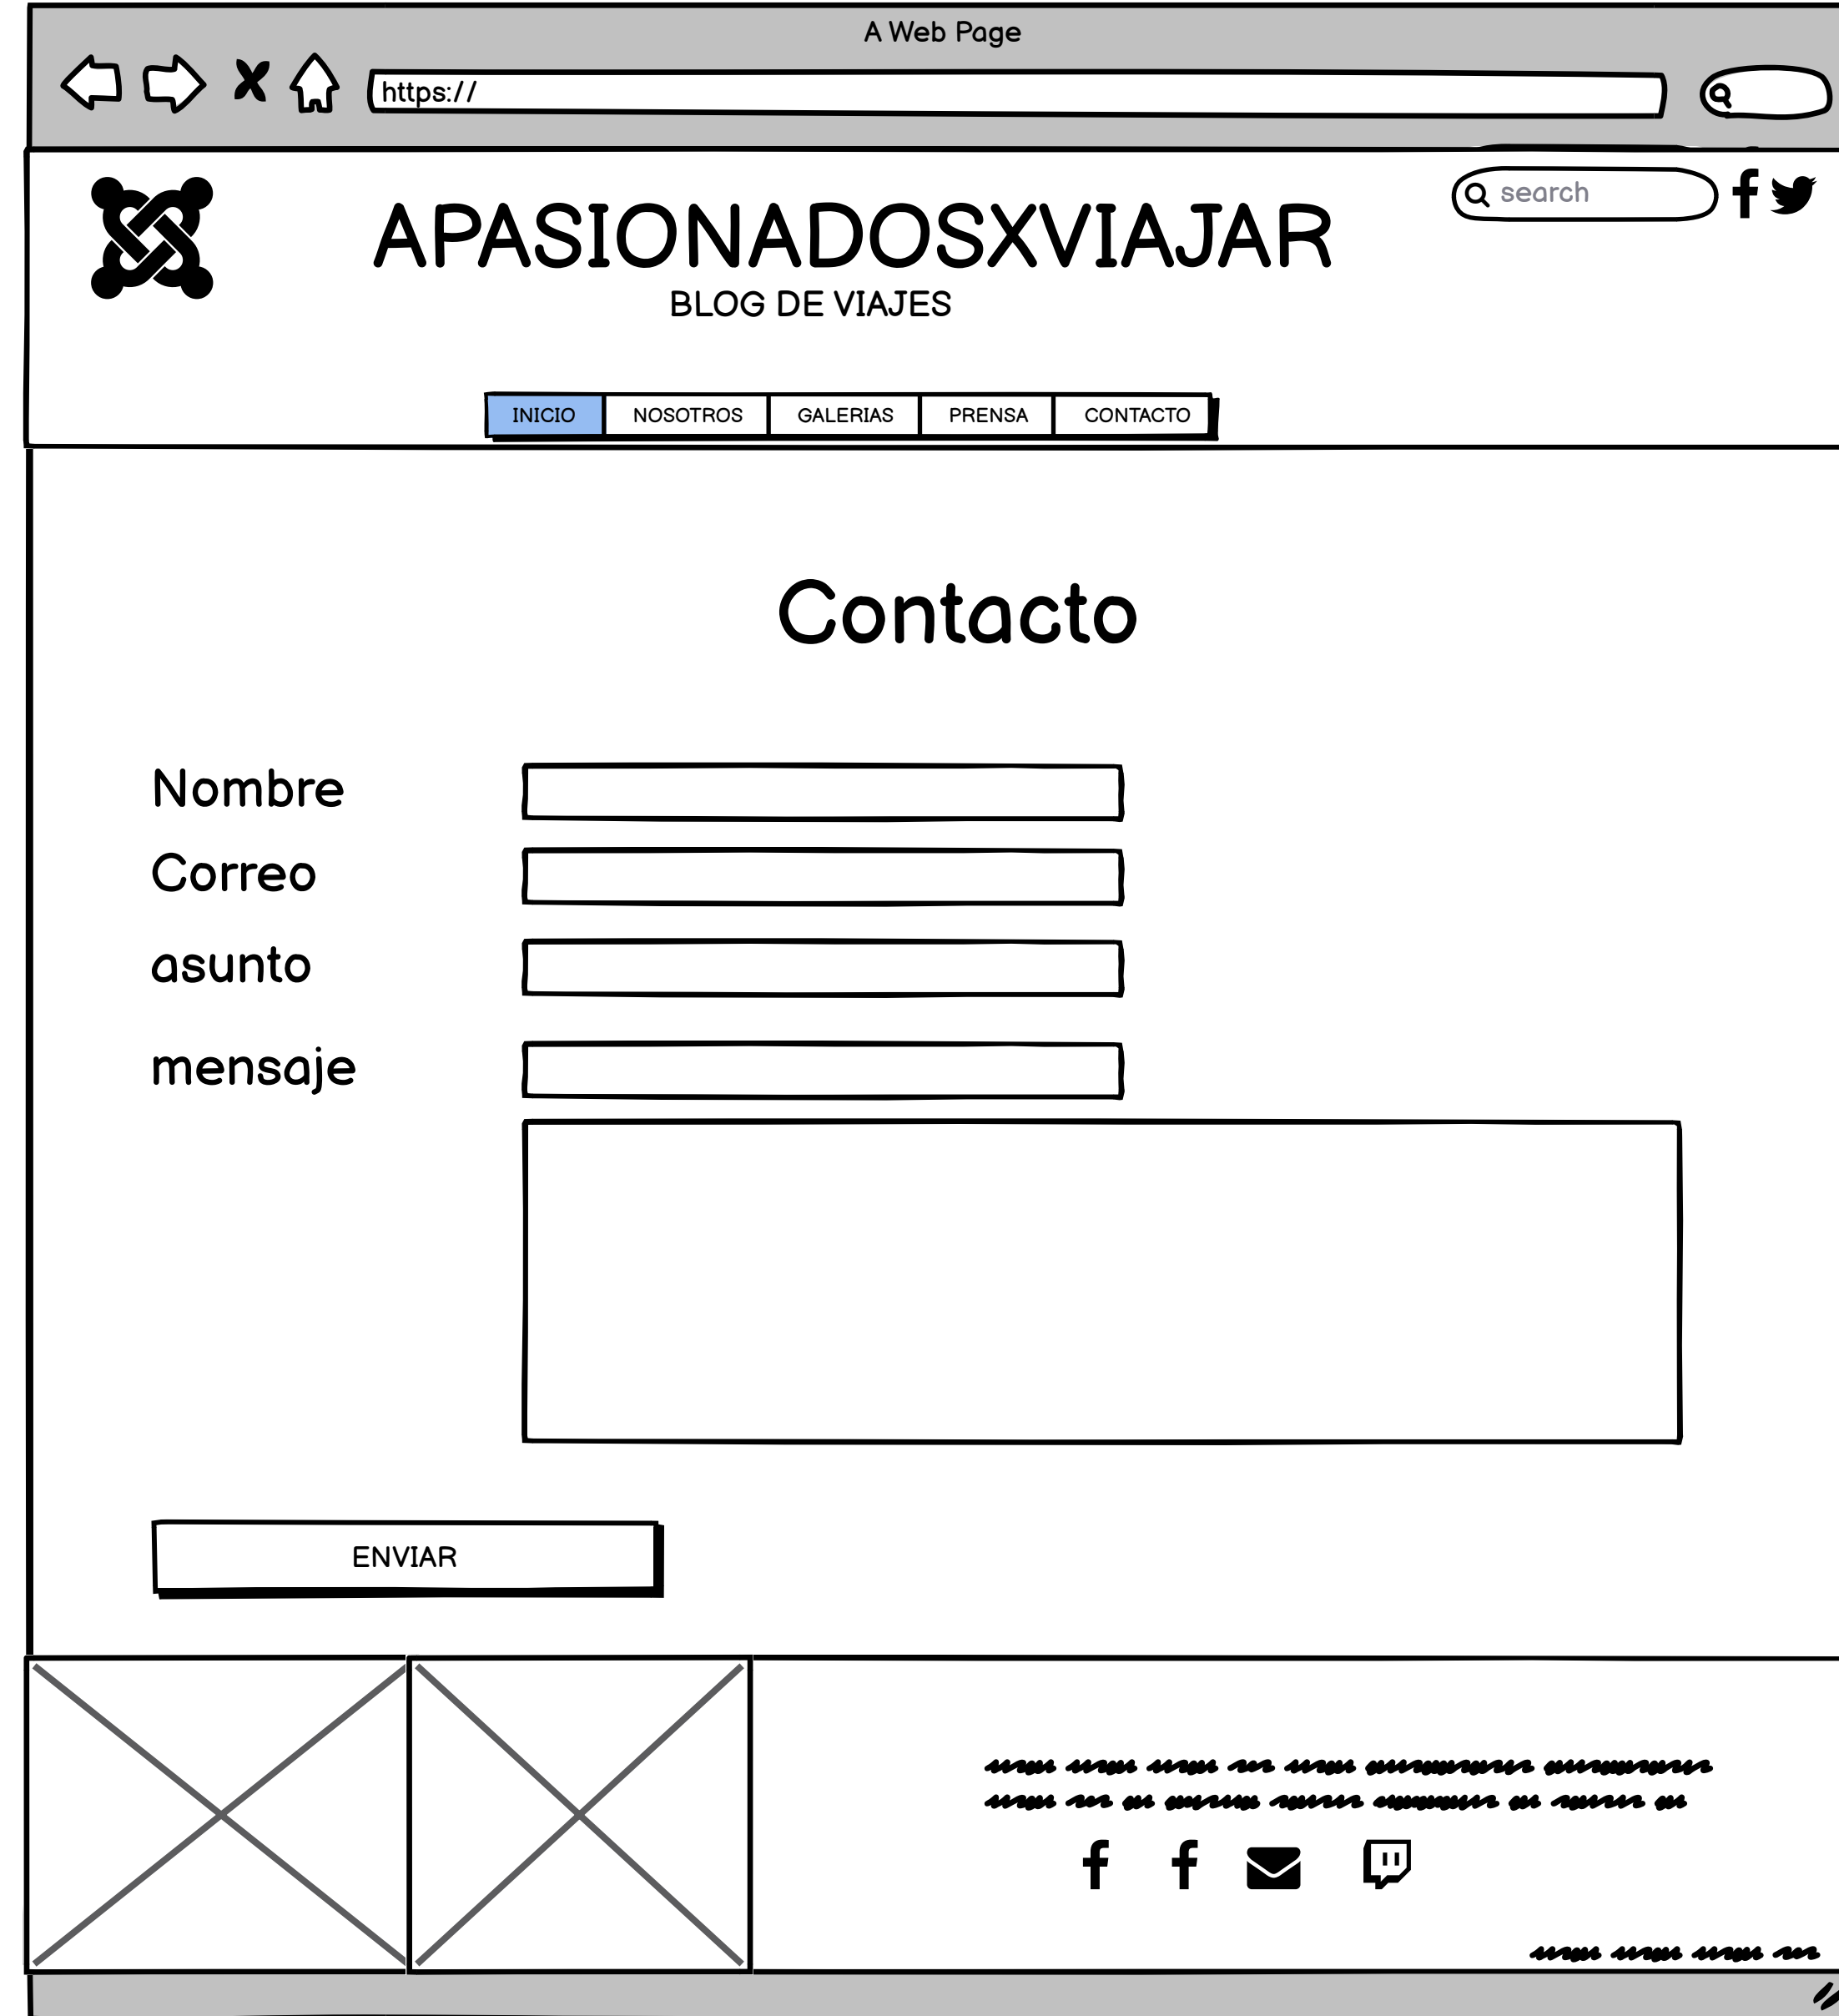 A Web Page
https://
search
APASIONADOSXVIAJAR
BLOG DE VIAJES
INICIO NOSOTROS GALERIAS PRENSA CONTACTO
Contacto
Nombre
Correo
asunto
mensaje
ENVIAR